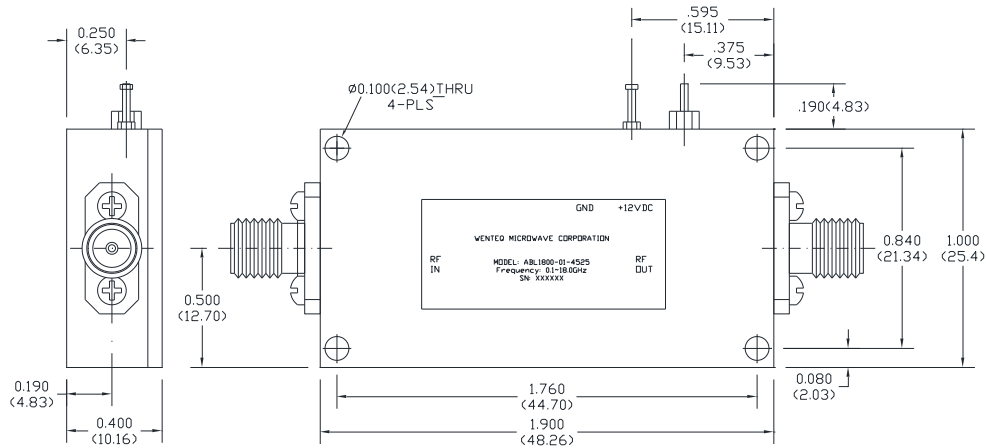 .595
(15.11)
0.250
(6.35)
.375
(9.53)
Ø0.100(2.54)THRU
4-PLS
.190(4.83)
GND +12VDC
WENTEQ MICROWAVE CORPORATION
RF
IN
MODEL: ABL1800-01-4525
Frequency: 0.1~18.0GHz
SN: XXXXXX
RF
OUT
0.840
(21.34)
1.000
(25.4)
0.500
(12.70)
0.190
(4.83)
0.400
(10.16)
1.760
(44.70)
1.900
(48.26)
0.080
(2.03)